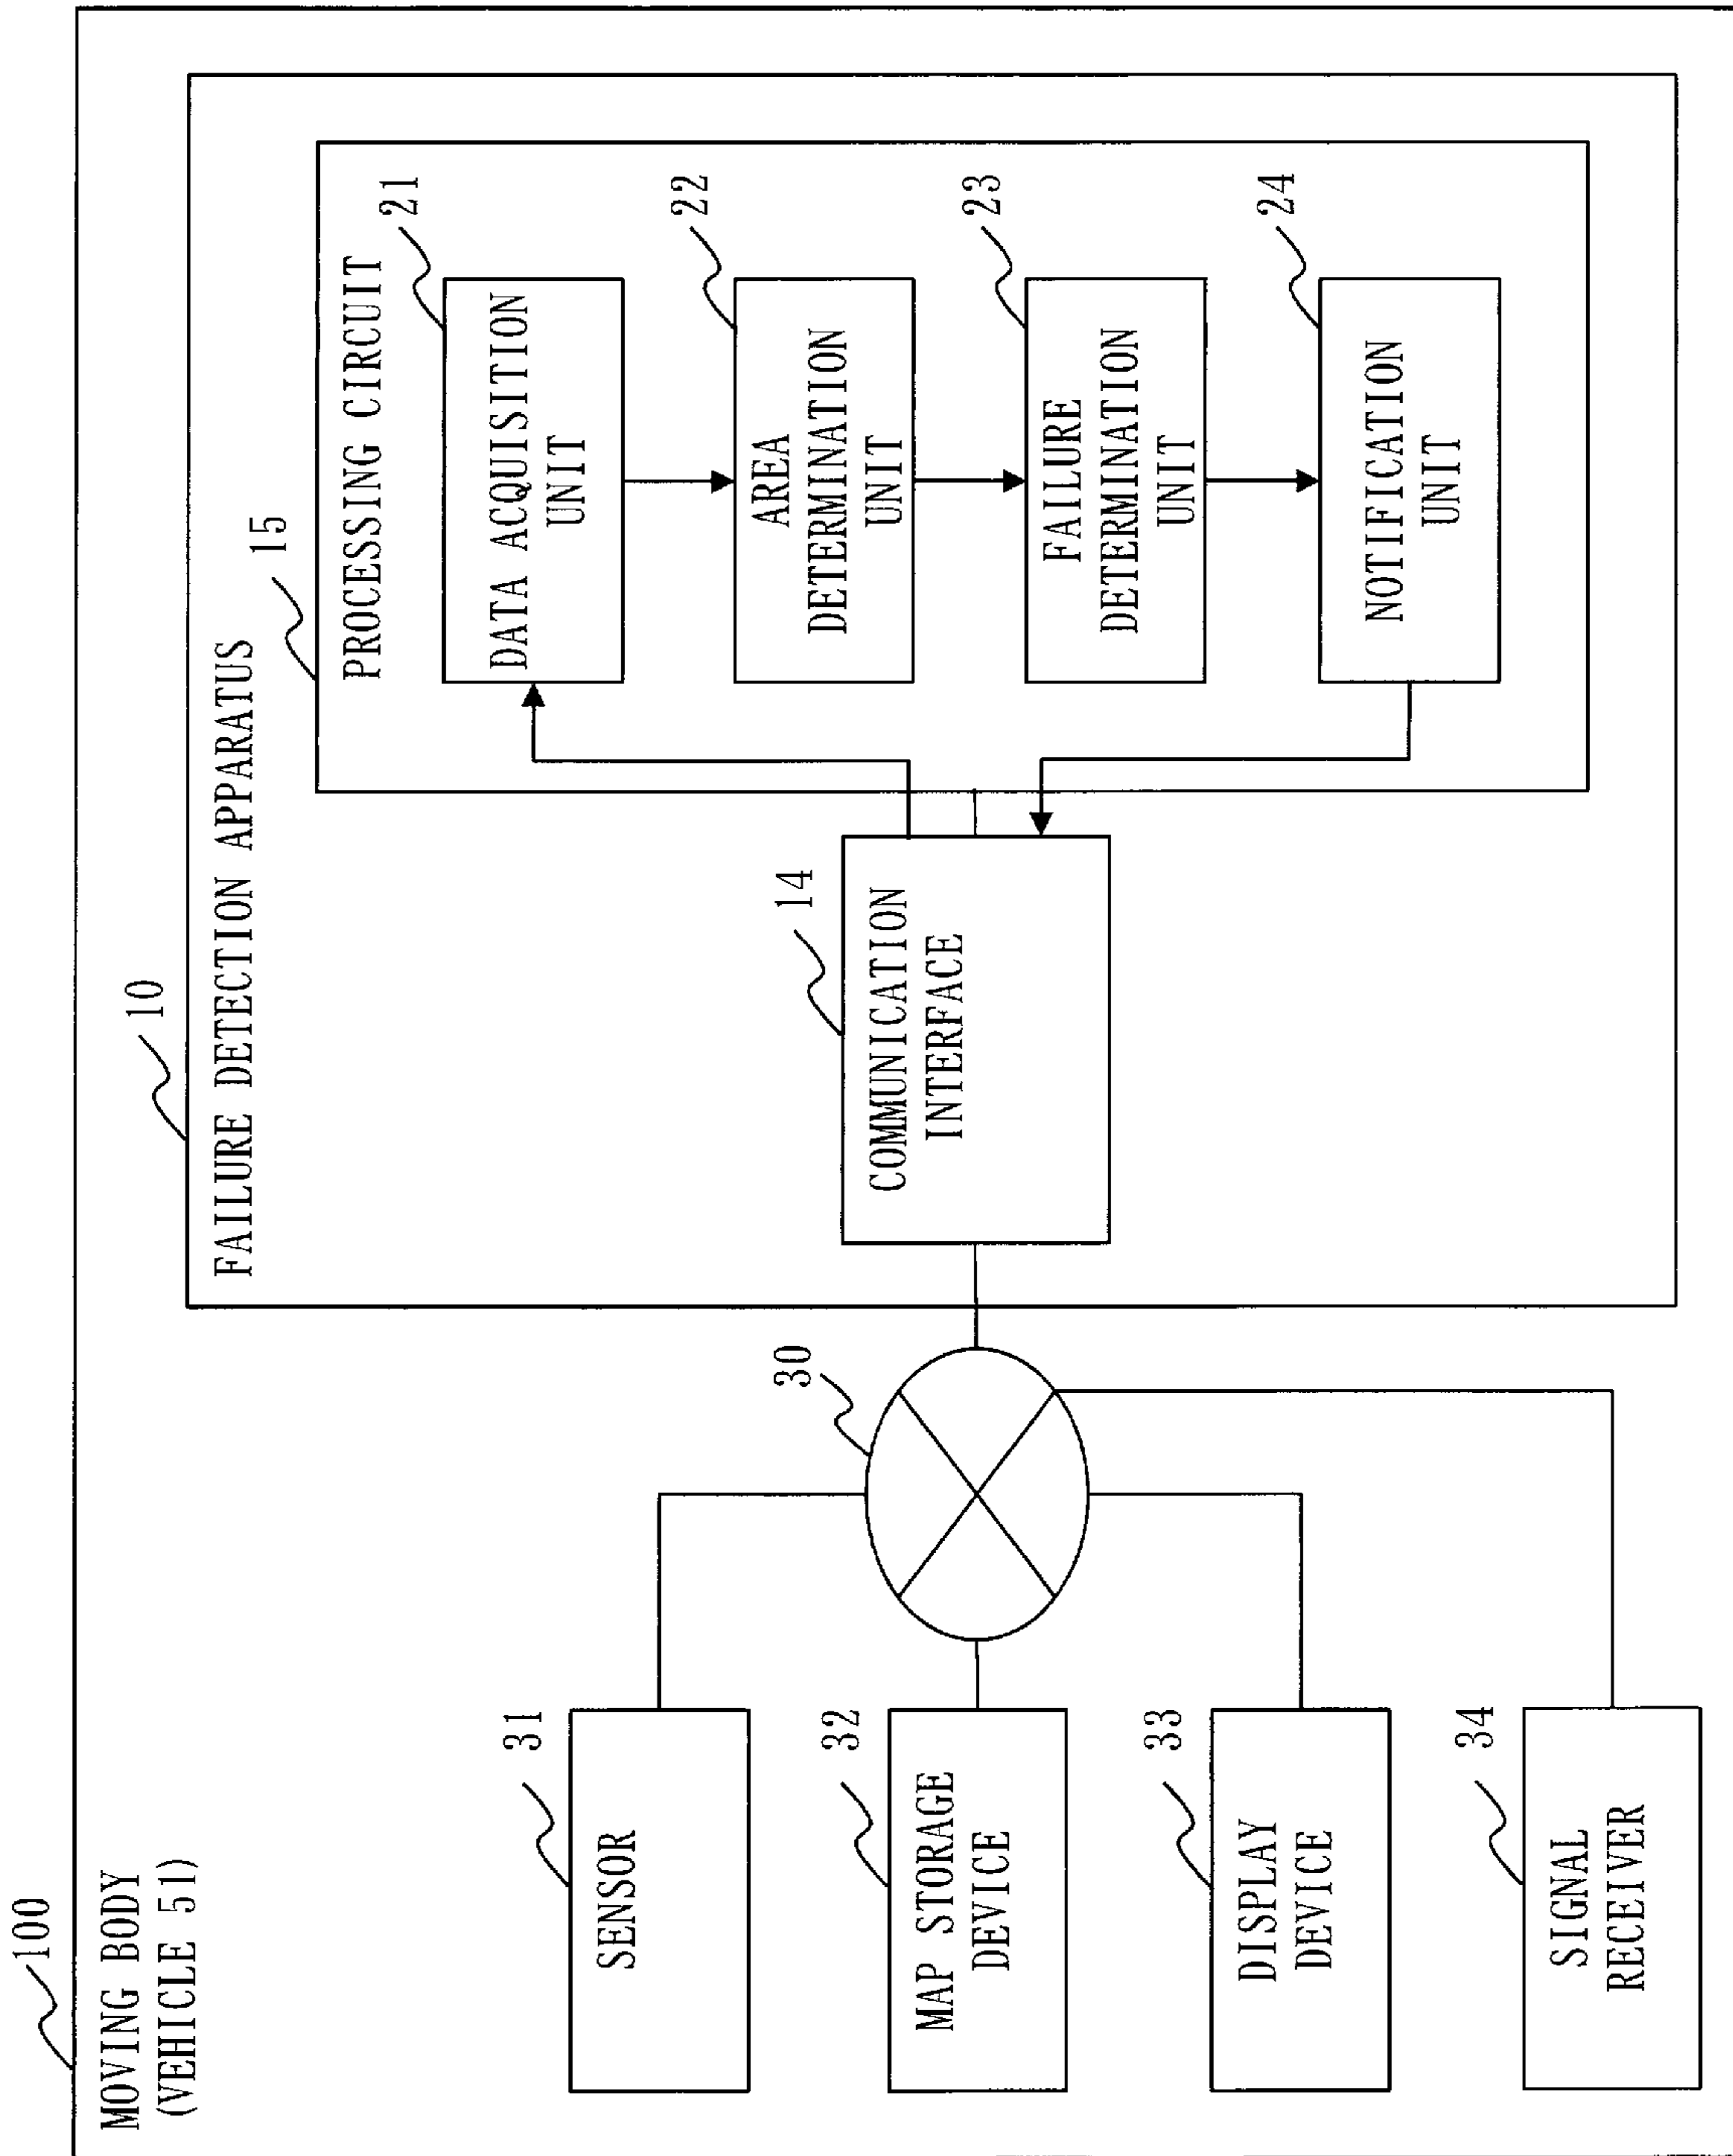 100
MOVING BODY
(VEHICLE 51)
10
FAILURE DETECTION APPARATUS
15
PROCESSING CIRCUIT
21
DATA ACQUISITION
UNIT
22
AREA
DETERMINATION
UNIT
23
FAILURE
DETERMINATION
UNIT
24
NOTIFICATION
UNIT
14
COMMUNICATION
INTERFACE
30
31
SENSOR
32
MAP STORAGE
DEVICE
33
DISPLAY
DEVICE
34
SIGNAL
RECEIVER